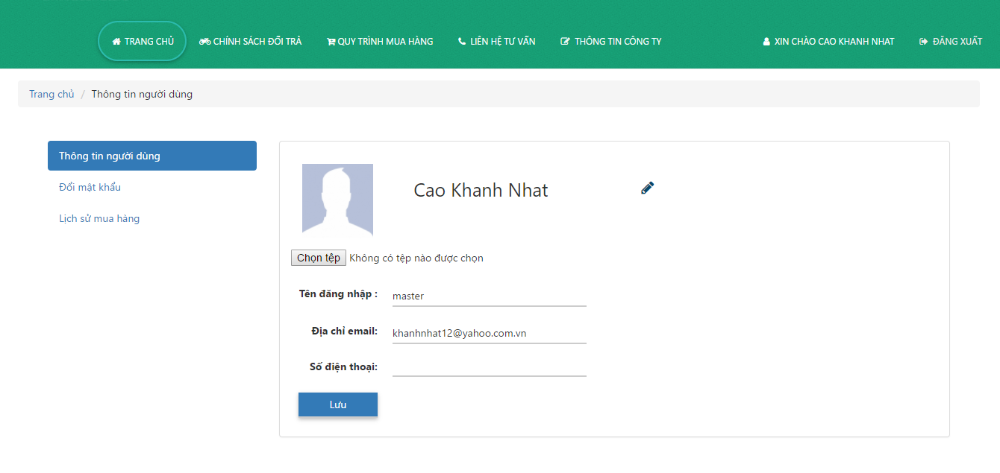 TRANG CHỦ CHÍNH SÁCH ĐỔI TRẢ QUY TRÌNH MUA HÀNG LIÊN HỆ TƯ VẤN THÔNG TIN CÔNG TY XIN CHÀO CAO KHANH NHAT ĐĂNG XUẤT
Trang chủ / Thông tin người dùng
Thông tin người dùng
Đổi mật khẩu
Lịch sử mua hàng
Cao Khanh Nhat
Chọn tệp Không có tệp nào được chọn
Tên đăng nhập : master
Địa chỉ email: khanhnhat12@yahoo.com.vn
Số điện thoại:
Lưu